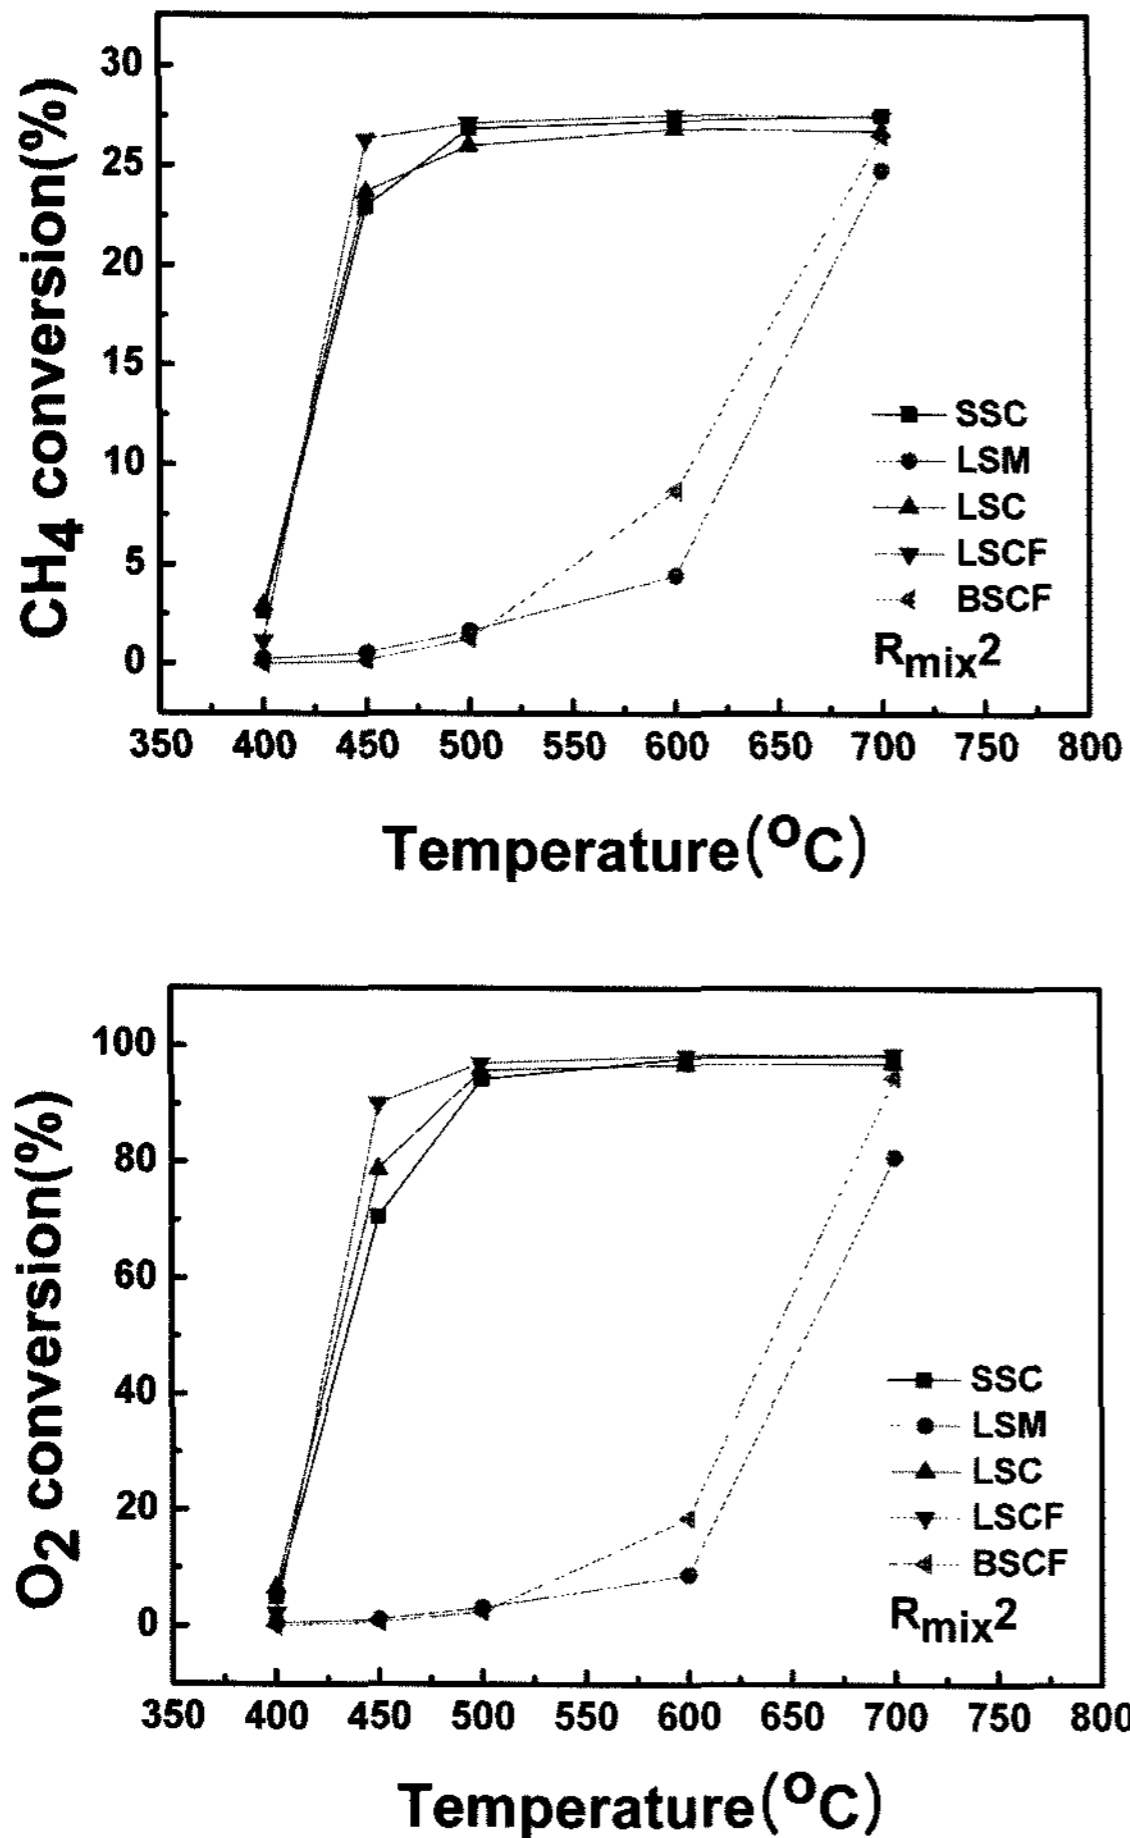 CH4 conversion(%)
30
25
20
15
10
5
0
SSC
LSM
LSC
LSCF
BSCF
Rmix2
350 400 450 500 550 600 650 700 750 800
Temperature(oC)
O2 conversion(%)
100
80
60
40
20
0
SSC
LSM
LSC
LSCF
BSCF
Rmix2
350 400 450 500 550 600 650 700 750 800
Temperature(oC)